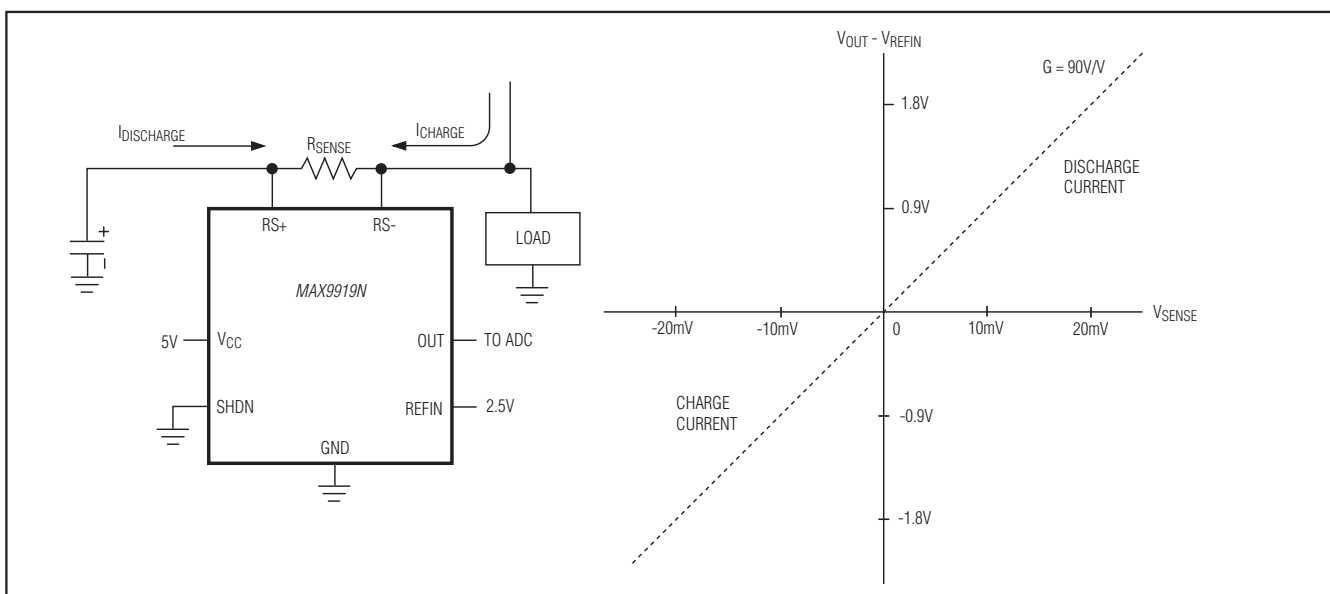 IDISCHARGE
RSENSE
ICHARGE
RS+
RS-
+
LOAD
MAX9919N
5V
VCC
OUT
TO ADC
SHDN
REFIN
2.5V
GND
VOUT - VREFIN
G = 90V/V
1.8V
DISCHARGE
CURRENT
0.9V
-20mV
-10mV
0
10mV
20mV
VSENSE
CHARGE
CURRENT
-0.9V
-1.8V